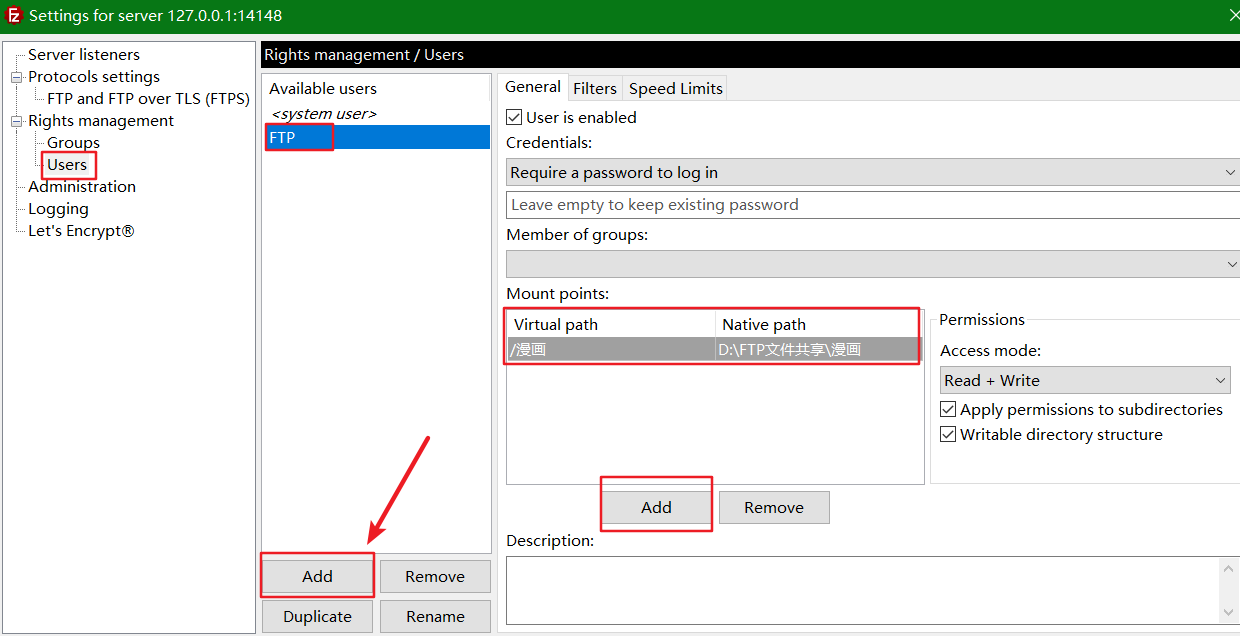 Settings for server 127.0.0.1:14148
Server listeners
Protocols settings
FTP and FTP over TLS (FTPS)
Rights management
Groups
Users
Administration
Logging
Let's Encrypt®
Rights management / Users
Available users
<system user>
FTP
Add
Remove
Duplicate
Rename
General Filters Speed Limits
User is enabled
Credentials:
Require a password to log in
Leave empty to keep existing password
Member of groups:
Mount points:
Virtual path Native path
/漫画 D:\FTP文件共享\漫画
Add Remove
Permissions
Access mode:
Read + Write
Apply permissions to subdirectories
Writable directory structure
Description: